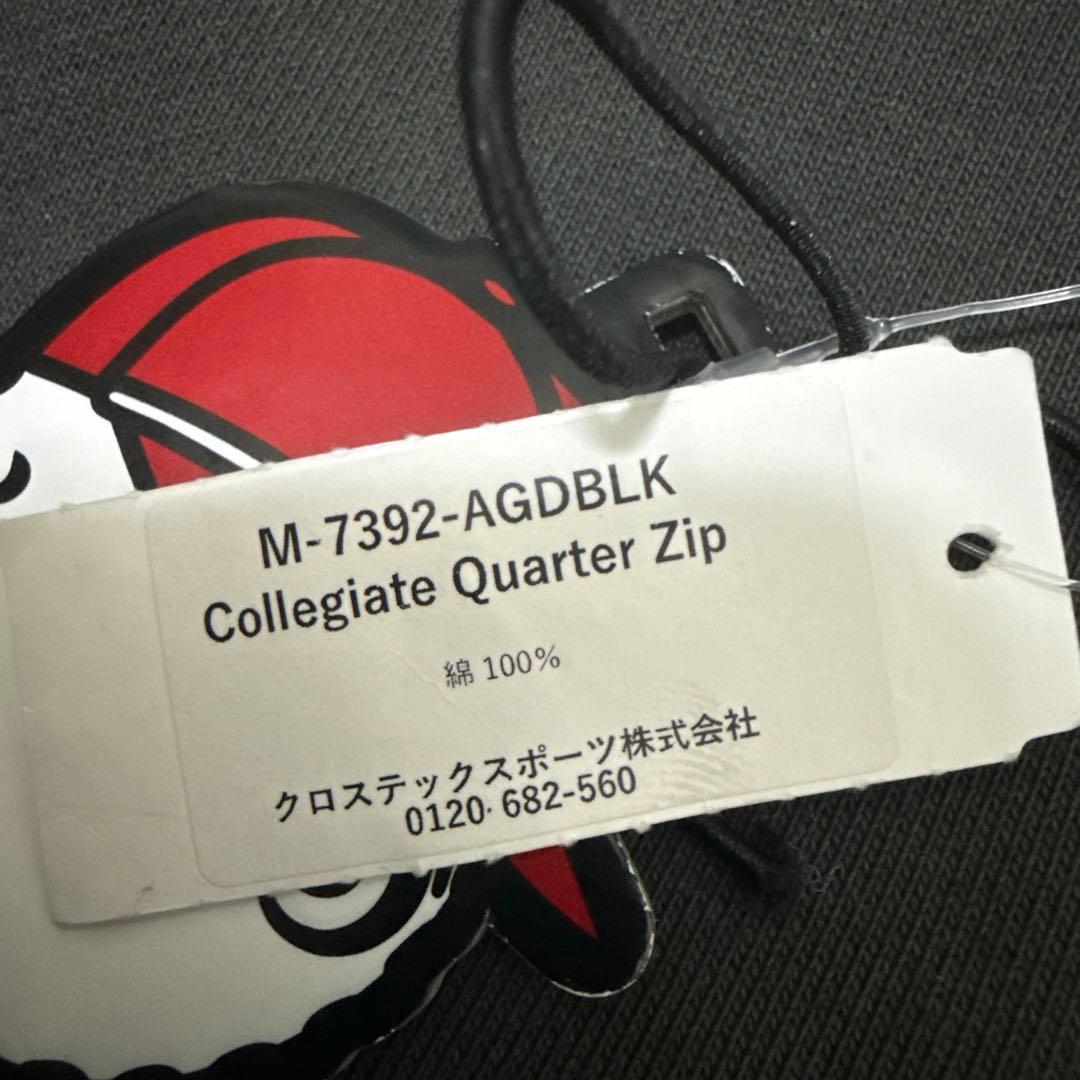 M-7392-AGDBLK
Collegiate Quarter Zip
綿 100%
クロステックスポーツ株式会社
0120-682-560